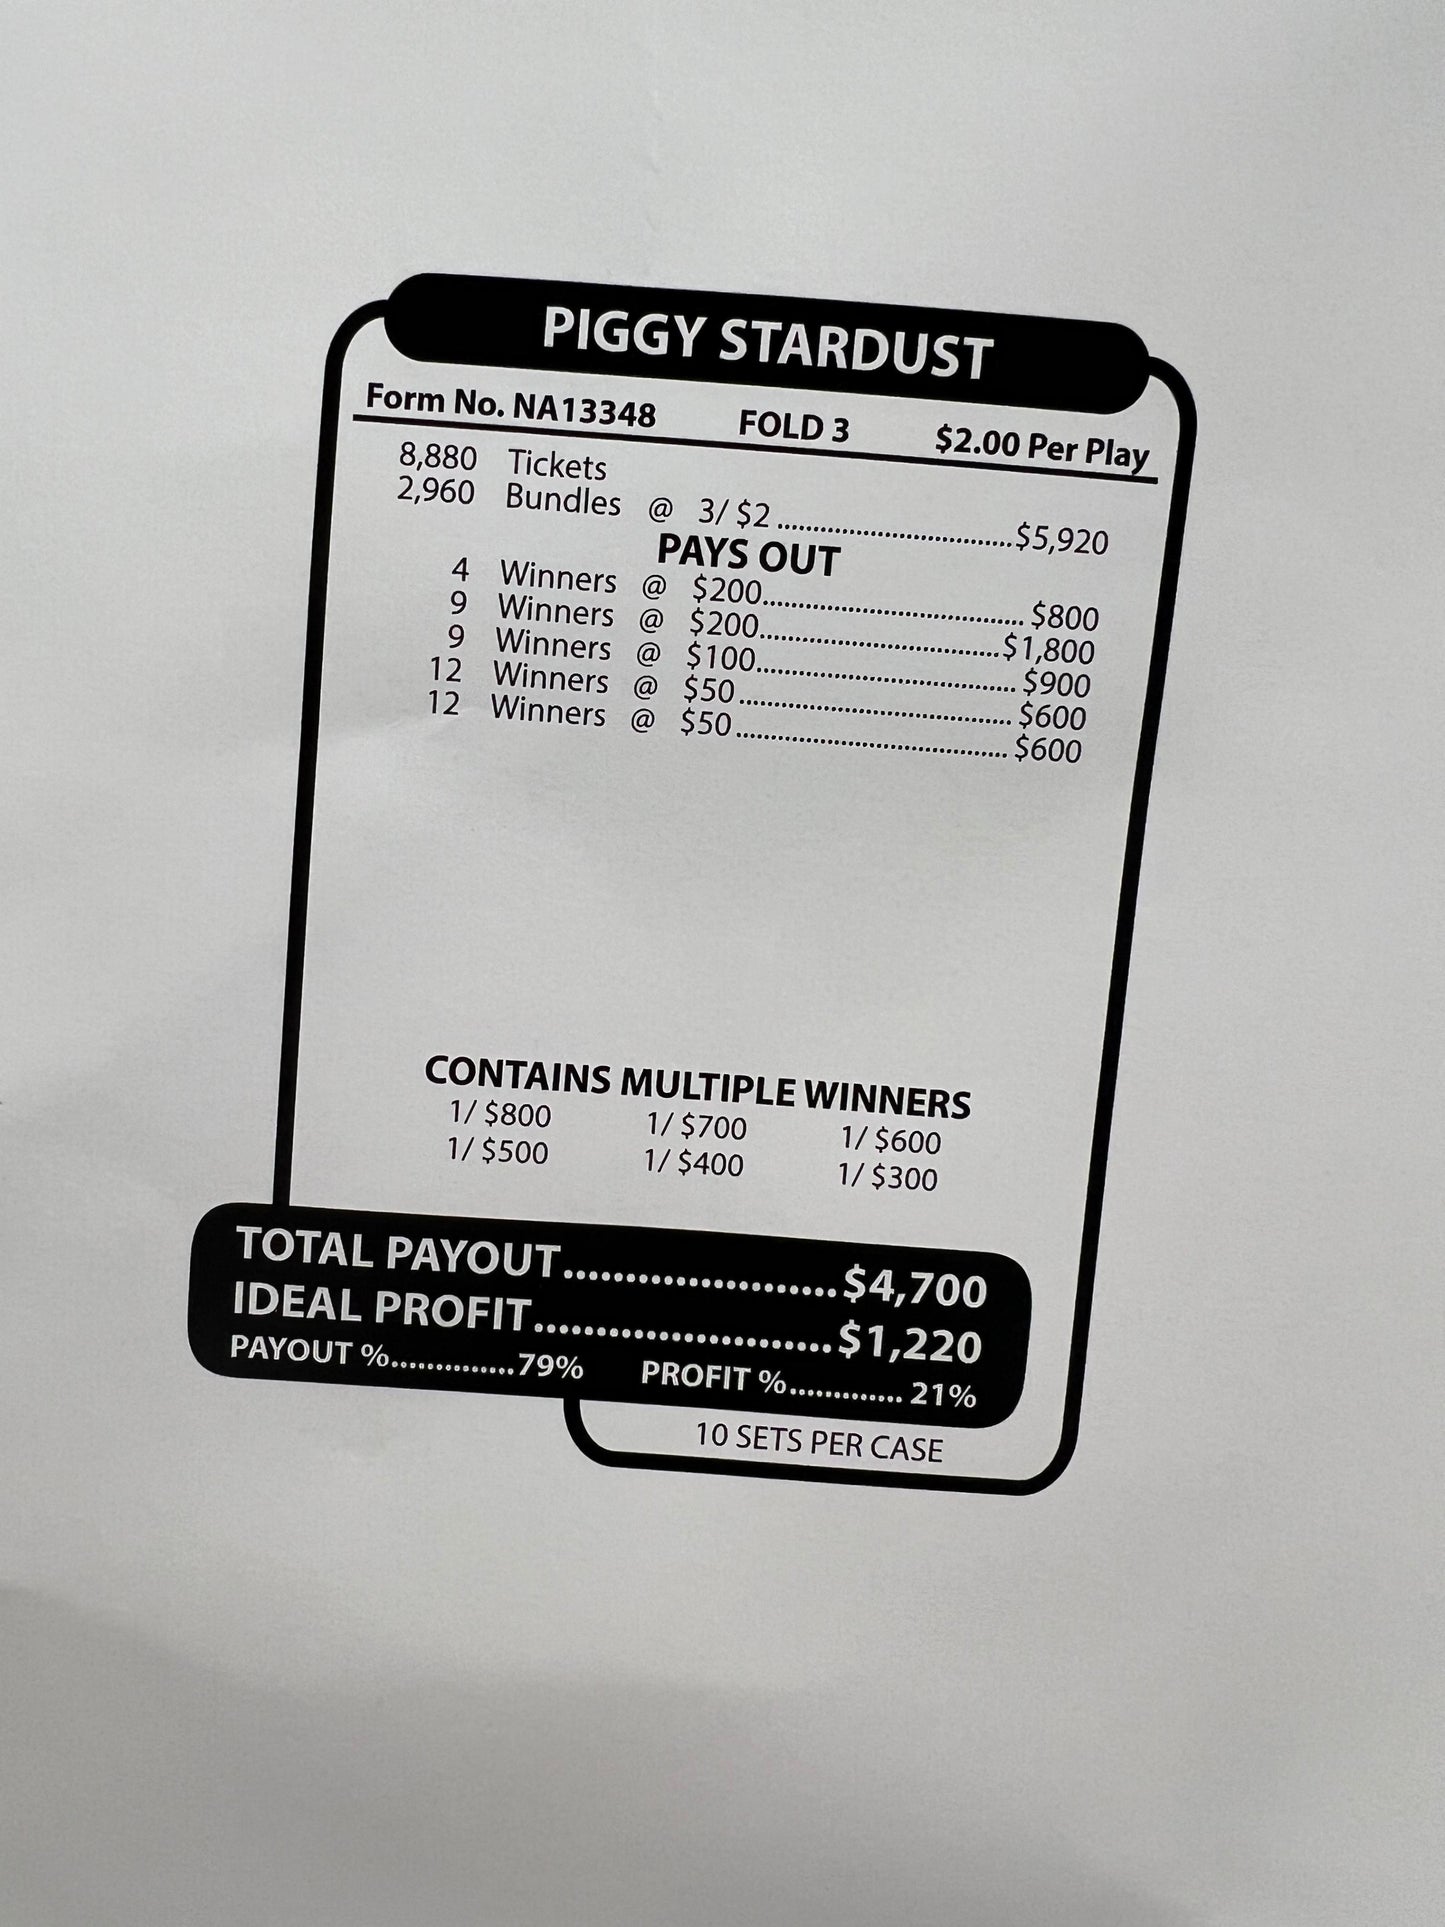 PIGGY STARDUST
Form No. NA13348 FOLD 3 $2.00 Per Play
8,880 Tickets
2,960 Bundles @ 3/ $2........................................$5,920
PAYS OUT
4 Winners @ $200........................................$800
9 Winners @ $200........................................$1,800
9 Winners @ $100........................................$900
12 Winners @ $50........................................$600
12 Winners @ $50........................................$600
CONTAINS MULTIPLE WINNERS
1/ $800 1/ $700 1/ $600
1/ $500 1/ $400 1/ $300
TOTAL PAYOUT......................$4,700
IDEAL PROFIT........................$1,220
PAYOUT %..............79% PROFIT %............. 21%
10 SETS PER CASE